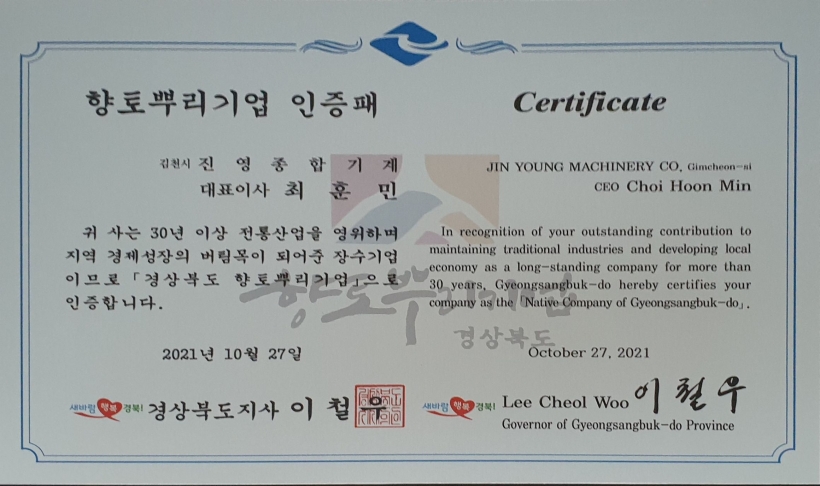 향토뿌리기업 인증패
김천시 진영종합기계
대표이사 최훈민
귀 사는 30년 이상 전통산업을 영위하며
지역 경제성장의 버팀목이 되어준 장수기업
이므로 「경상북도 향토뿌리기업」으로
인증합니다.
2021년 10월 27일
새바람 행복 경북!
경상북도지사 이철우
Certificate
JIN YOUNG MACHINERY CO, Gimcheon-si
CEO Choi Hoon Min
In recognition of your outstanding contribution to
maintaining traditional industries and developing local
economy as a long-standing company for more than
30 years, Gyeongsangbuk-do hereby certifies your
company as the「Native Company of Gyeongsangbuk-do」.
October 27, 2021
새바람 행복 경북!
Lee Cheol Woo 이철우
Governor of Gyeongsangbuk-do Province
향토뿌리기업
경상북도